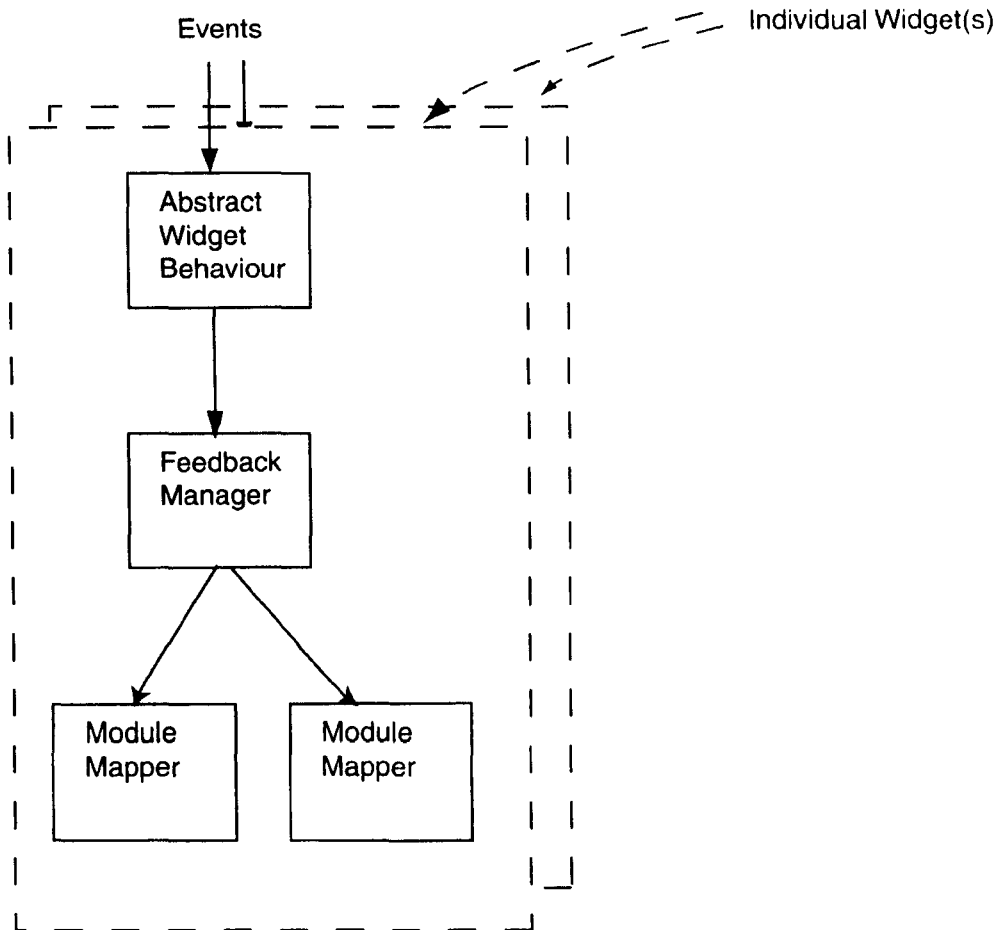 Individual Widget(s)
Events
Abstract
Widget
Behaviour
Feedback
Manager
Module
Mapper
Module
Mapper